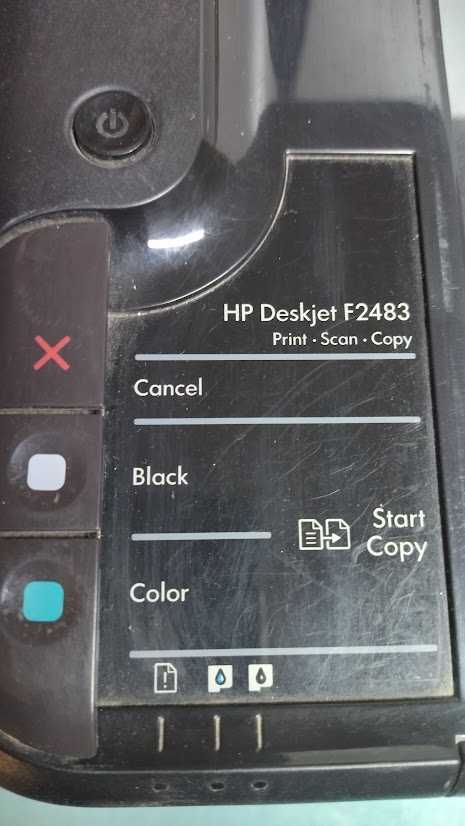 HP Deskjet F2483
Print · Scan · Copy
Cancel
Black
Start
Copy
Color